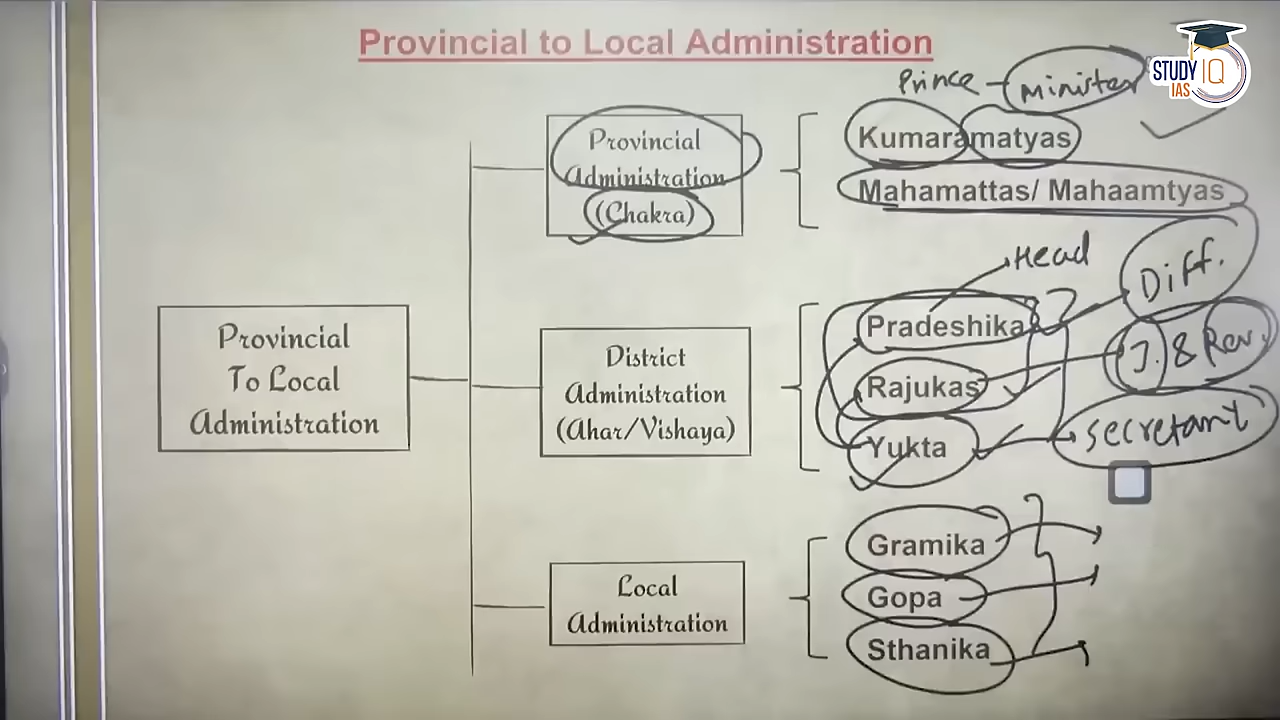 Provincial to Local Administration
STUDY IQ
IAS
Prince - minister
Provincial
Administration
(Chakra)
Kumaramatyas
Mahamattas/ Mahaamtyas
Head
Diff.
Provincial
To Local
Administration
District
Administration
(Ahar/Vishaya)
Pradeshika
Rajukas
J. & Rev.
Yukta
secretant
Local
Administration
Gramika
Gopa
Sthanika